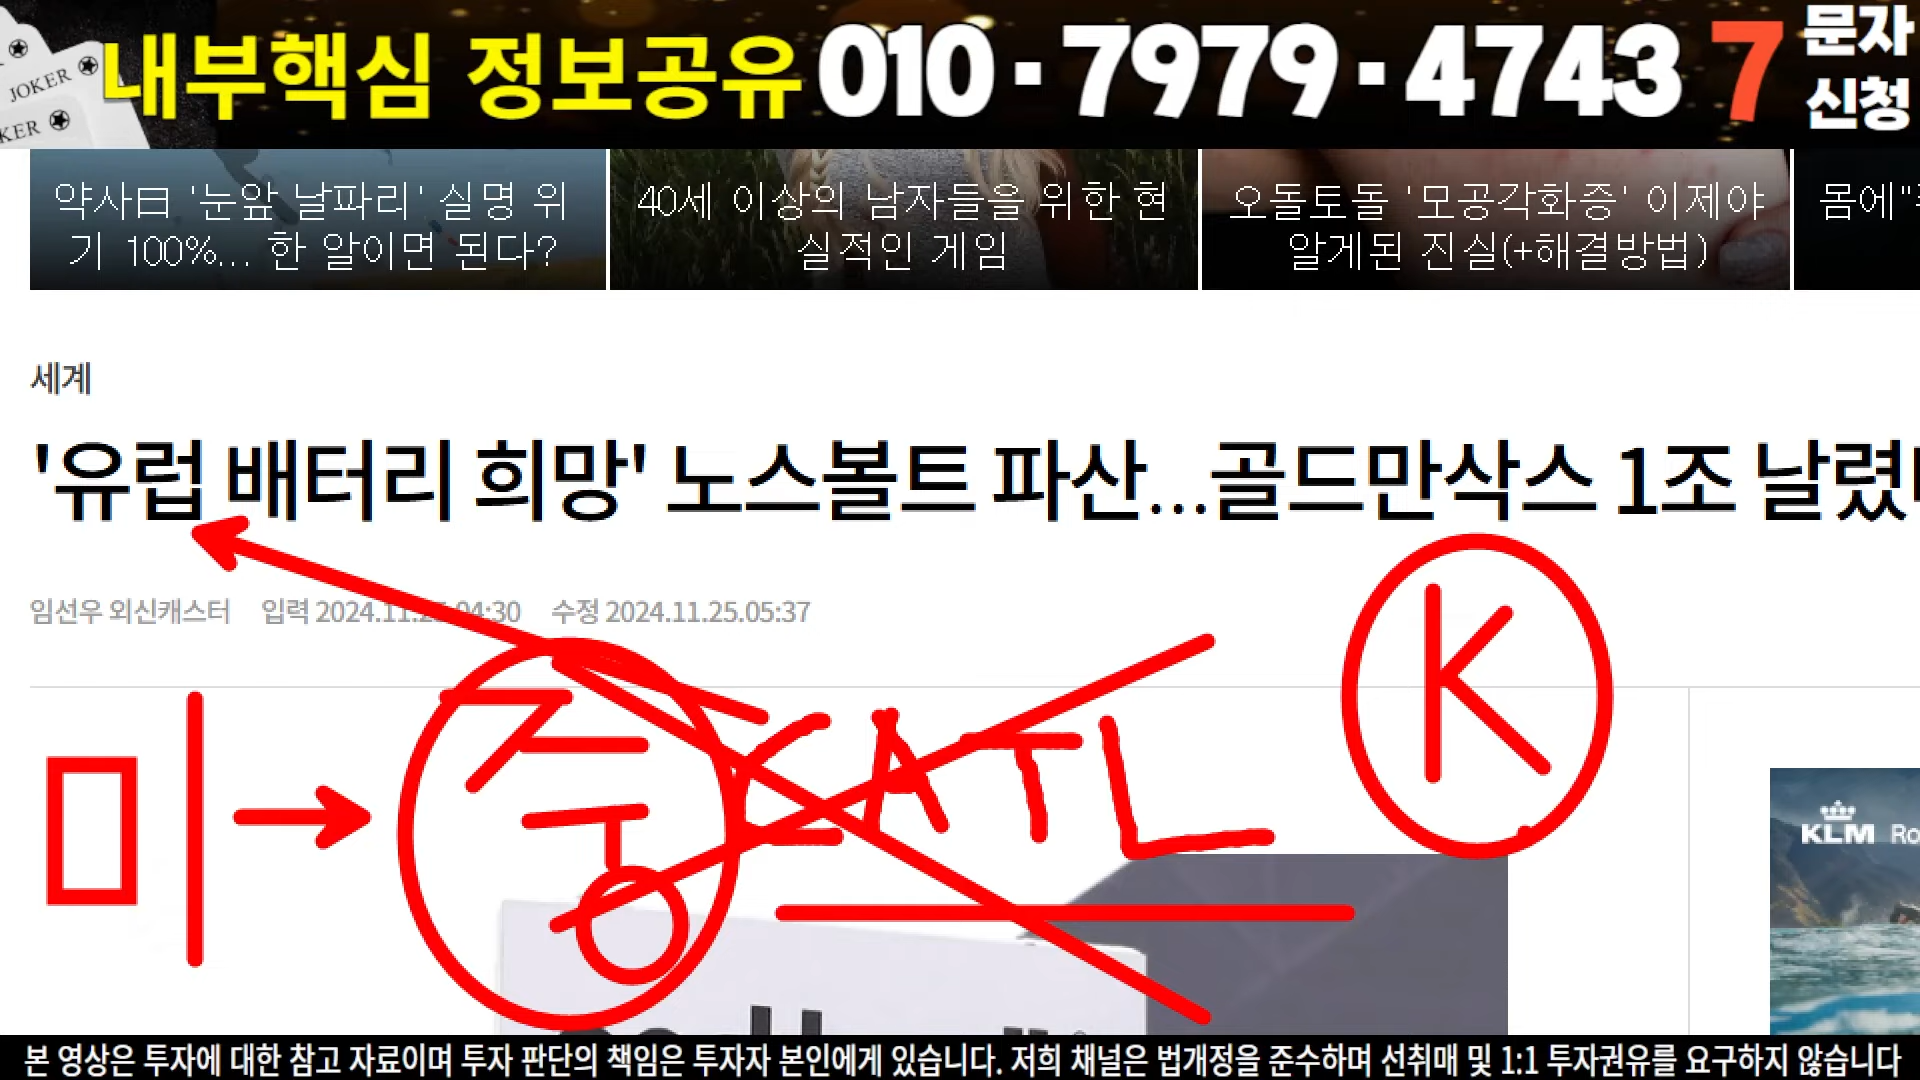 JOKER
KER
내부핵심 정보공유 010·7979·4743 7 문자
신청
약사曰 '눈앞 날파리' 실명 위
기 100%... 한 알이면 된다?
40세 이상의 남자들을 위한 현
실적인 게임
오돌토돌 '모공각화증' 이제야
알게된 진실(+해결방법)
몸에"
세계
'유럽 배터리 희망' 노스볼트 파산...골드만삭스 1조 날렸
임선우 외신캐스터 입력 2024.11.25.04:30 수정 2024.11.25.05:37
K
미 → 중 CATL
KLM Ro
본 영상은 투자에 대한 참고 자료이며 투자 판단의 책임은 투자자 본인에게 있습니다. 저희 채널은 법개정을 준수하며 선취매 및 1:1 투자권유를 요구하지 않습니다